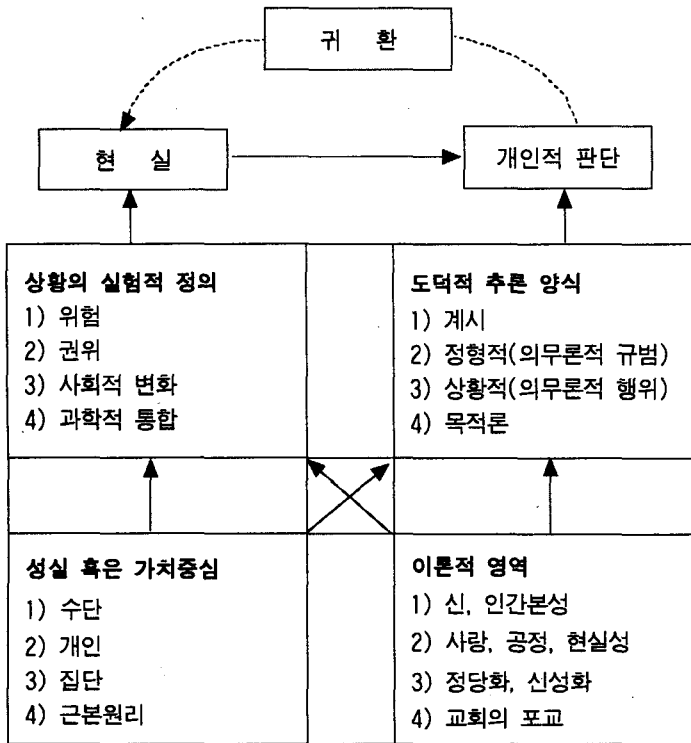 귀 환
현 실
개인적 판단
상황의 실험적 정의
1) 위험
2) 권위
3) 사회적 변화
4) 과학적 통합
도덕적 추론 양식
1) 계시
2) 정형적(의무론적 규범)
3) 상황적(의무론적 행위)
4) 목적론
성실 혹은 가치중심
1) 수단
2) 개인
3) 집단
4) 근본원리
이론적 영역
1) 신, 인간본성
2) 사랑, 공정, 현실성
3) 정당화, 신성화
4) 교회의 포교